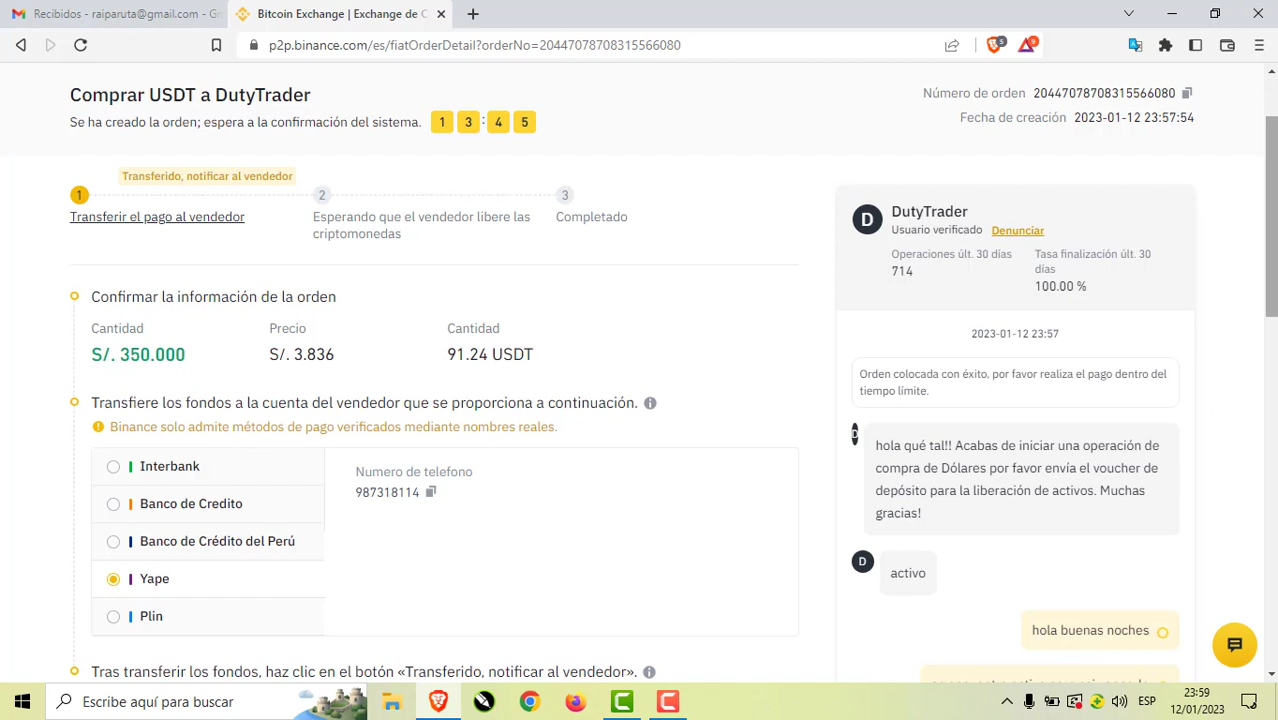 Recibidos - raiparuta@gmail.com - Gm
Bitcoin Exchange | Exchange de C
p2p.binance.com/es/fiatOrderDetail?orderNo=20447078708315566080
5
9
Comprar USDT a DutyTrader
Se ha creado la orden; espera a la confirmación del sistema. 1 3 : 4 5
Número de orden 20447078708315566080
Fecha de creación 2023-01-12 23:57:54
Transferido, notificar al vendedor
1
2
3
Transferir el pago al vendedor
Esperando que el vendedor libere las
criptomonedas
Completado
Confirmar la información de la orden
Cantidad Precio Cantidad
S/. 350.000 S/. 3.836 91.24 USDT
Transfiere los fondos a la cuenta del vendedor que se proporciona a continuación.
Binance solo admite métodos de pago verificados mediante nombres reales.
Interbank
Banco de Credito
Banco de Crédito del Perú
Yape
Plin
Numero de telefono
987318114
Tras transferir los fondos, haz clic en el botón «Transferido, notificar al vendedor».
D
DutyTrader
Usuario verificado Denunciar
Operaciones últ. 30 días
714
Tasa finalización últ. 30
días
100.00 %
2023-01-12 23:57
Orden colocada con éxito, por favor realiza el pago dentro del
tiempo límite.
D
hola qué tal!! Acabas de iniciar una operación de
compra de Dólares por favor envía el voucher de
depósito para la liberación de activos. Muchas
gracias!
D
activo
hola buenas noches
Escribe aquí para buscar
ESP
23:59
12/01/2023